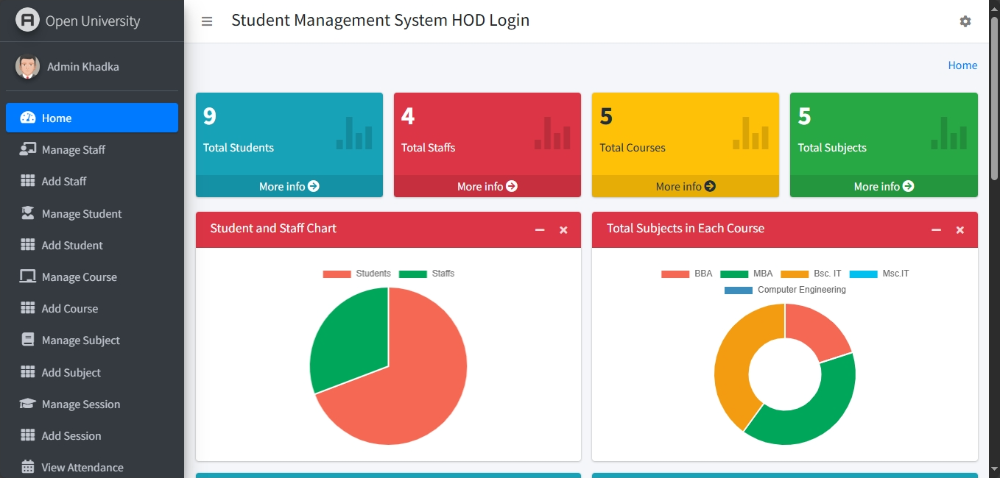 Open University
Student Management System HOD Login
Admin Khadka
Home
Home
Manage Staff
Add Staff
Manage Student
Add Student
Manage Course
Add Course
Manage Subject
Add Subject
Manage Session
Add Session
View Attendance
9
Total Students
More info
4
Total Staffs
More info
5
Total Courses
More info
5
Total Subjects
More info
Student and Staff Chart
Students Staffs
Total Subjects in Each Course
BBA MBA Bsc. IT Msc.IT
Computer Engineering